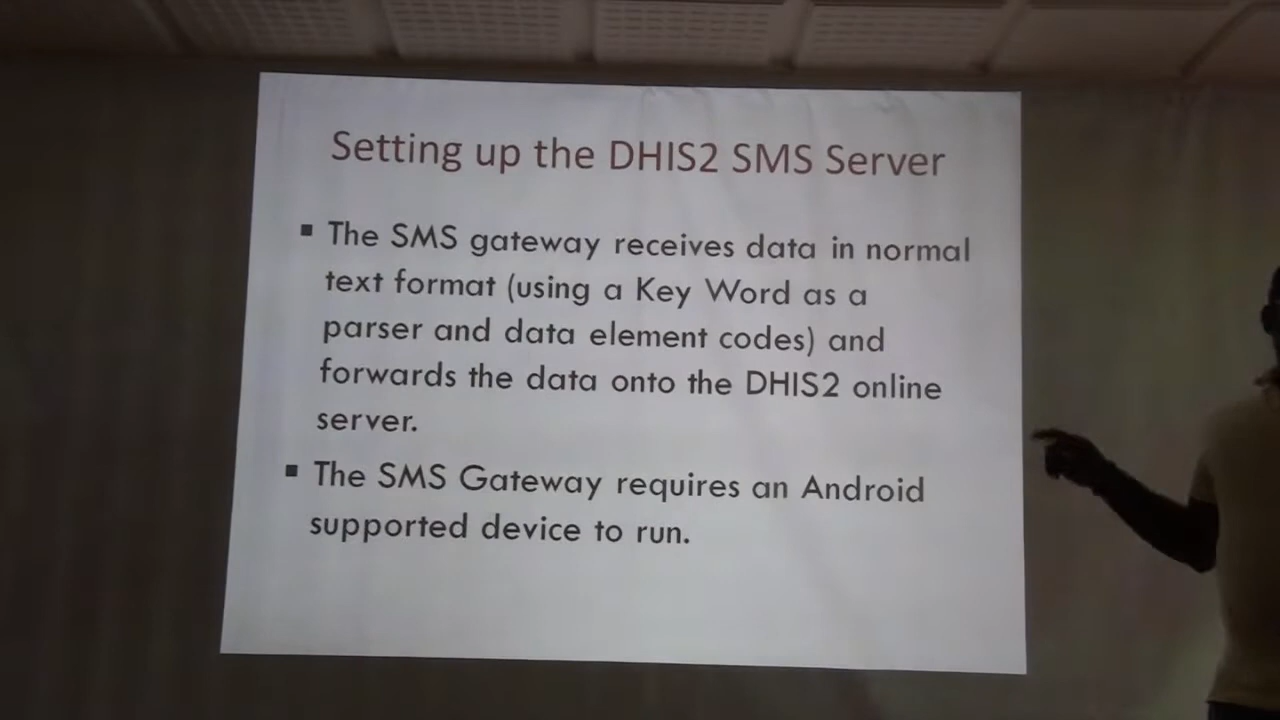 Setting up the DHIS2 SMS Server
▪ The SMS gateway receives data in normal
text format (using a Key Word as a
parser and data element codes) and
forwards the data onto the DHIS2 online
server.
▪ The SMS Gateway requires an Android
supported device to run.